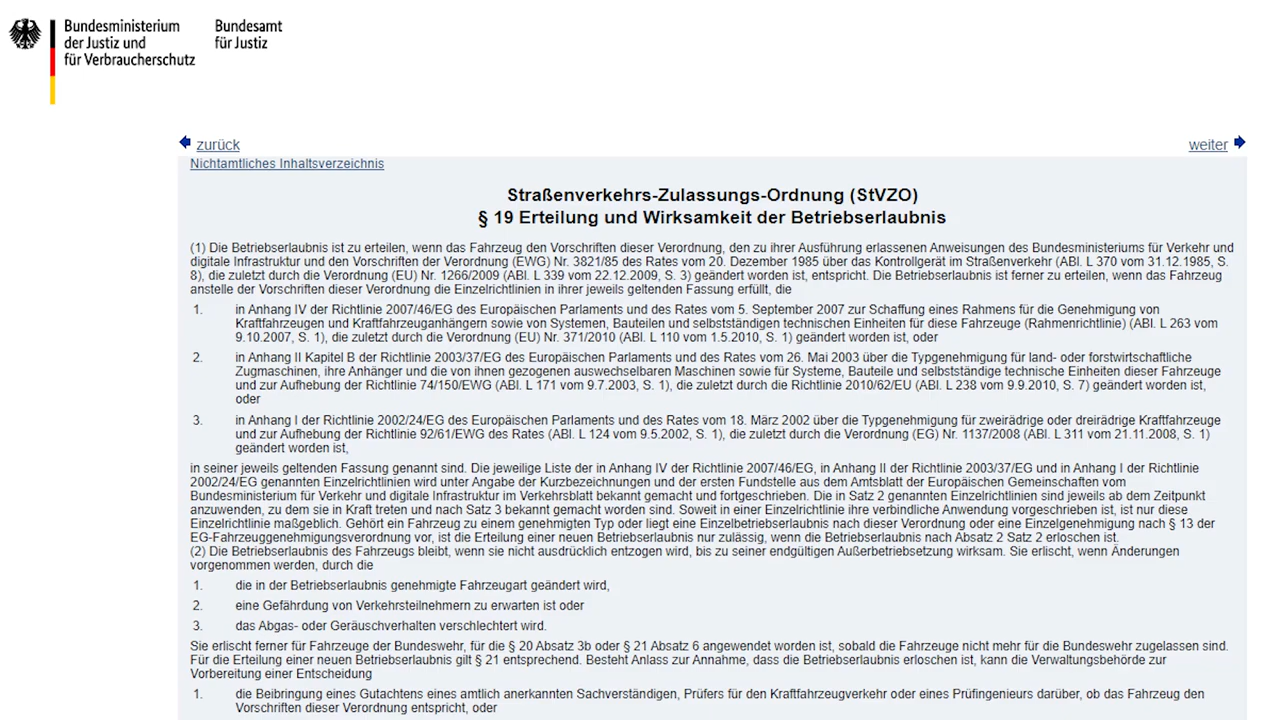 Bundesministerium
der Justiz und
für Verbraucherschutz
Bundesamt
für Justiz
zurück
weiter
Nichtamtliches Inhaltsverzeichnis
Straßenverkehrs-Zulassungs-Ordnung (StVZO)
§ 19 Erteilung und Wirksamkeit der Betriebserlaubnis
(1) Die Betriebserlaubnis ist zu erteilen, wenn das Fahrzeug den Vorschriften dieser Verordnung, den zu ihrer Ausführung erlassenen Anweisungen des Bundesministeriums für Verkehr und
digitale Infrastruktur und den Vorschriften der Verordnung (EWG) Nr. 3821/85 des Rates vom 20. Dezember 1985 über das Kontrollgerät im Straßenverkehr (ABl. L 370 vom 31.12.1985, S.
8), die zuletzt durch die Verordnung (EU) Nr. 1266/2009 (ABl. L 339 vom 22.12.2009, S. 3) geändert worden ist, entspricht. Die Betriebserlaubnis ist ferner zu erteilen, wenn das Fahrzeug
anstelle der Vorschriften dieser Verordnung die Einzelrichtlinien in ihrer jeweils geltenden Fassung erfüllt, die
1. in Anhang IV der Richtlinie 2007/46/EG des Europäischen Parlaments und des Rates vom 5. September 2007 zur Schaffung eines Rahmens für die Genehmigung von
Kraftfahrzeugen und Kraftfahrzeuganhängern sowie von Systemen, Bauteilen und selbstständigen technischen Einheiten für diese Fahrzeuge (Rahmenrichtlinie) (ABl. L 263 vom
9.10.2007, S. 1), die zuletzt durch die Verordnung (EU) Nr. 371/2010 (ABl. L 110 vom 1.5.2010, S. 1) geändert worden ist, oder
2. in Anhang II Kapitel B der Richtlinie 2003/37/EG des Europäischen Parlaments und des Rates vom 26. Mai 2003 über die Typgenehmigung für land- oder forstwirtschaftliche
Zugmaschinen, ihre Anhänger und die von ihnen gezogenen auswechselbaren Maschinen sowie für Systeme, Bauteile und selbstständige technische Einheiten dieser Fahrzeuge
und zur Aufhebung der Richtlinie 74/150/EWG (ABl. L 171 vom 9.7.2003, S. 1), die zuletzt durch die Richtlinie 2010/62/EU (ABl. L 238 vom 9.9.2010, S. 7) geändert worden ist,
oder
3. in Anhang I der Richtlinie 2002/24/EG des Europäischen Parlaments und des Rates vom 18. März 2002 über die Typgenehmigung für zweirädrige oder dreirädrige Kraftfahrzeuge
und zur Aufhebung der Richtlinie 92/61/EWG des Rates (ABl. L 124 vom 9.5.2002, S. 1), die zuletzt durch die Verordnung (EG) Nr. 1137/2008 (ABl. L 311 vom 21.11.2008, S. 1)
geändert worden ist,
in seiner jeweils geltenden Fassung genannt sind. Die jeweilige Liste der in Anhang IV der Richtlinie 2007/46/EG, in Anhang II der Richtlinie 2003/37/EG und in Anhang I der Richtlinie
2002/24/EG genannten Einzelrichtlinien wird unter Angabe der Kurzbezeichnungen und der ersten Fundstelle aus dem Amtsblatt der Europäischen Gemeinschaften vom
Bundesministerium für Verkehr und digitale Infrastruktur im Verkehrsblatt bekannt gemacht und fortgeschrieben. Die in Satz 2 genannten Einzelrichtlinien sind jeweils ab dem Zeitpunkt
anzuwenden, zu dem sie in Kraft treten und nach Satz 3 bekannt gemacht worden sind. Soweit in einer Einzelrichtlinie ihre verbindliche Anwendung vorgeschrieben ist, ist nur diese
Einzelrichtlinie maßgeblich. Gehört ein Fahrzeug zu einem genehmigten Typ oder liegt eine Einzelbetriebserlaubnis nach dieser Verordnung oder eine Einzelgenehmigung nach § 13 der
EG-Fahrzeuggenehmigungsverordnung vor, ist die Erteilung einer neuen Betriebserlaubnis nur zulässig, wenn die Betriebserlaubnis nach Absatz 2 Satz 2 erloschen ist.
(2) Die Betriebserlaubnis des Fahrzeugs bleibt, wenn sie nicht ausdrücklich entzogen wird, bis zu seiner endgültigen Außerbetriebsetzung wirksam. Sie erlischt, wenn Änderungen
vorgenommen werden, durch die
1. die in der Betriebserlaubnis genehmigte Fahrzeugart geändert wird,
2. eine Gefährdung von Verkehrsteilnehmern zu erwarten ist oder
3. das Abgas- oder Geräuschverhalten verschlechtert wird.
Sie erlischt ferner für Fahrzeuge der Bundeswehr, für die § 20 Absatz 3b oder § 21 Absatz 6 angewendet worden ist, sobald die Fahrzeuge nicht mehr für die Bundeswehr zugelassen sind.
Für die Erteilung einer neuen Betriebserlaubnis gilt § 21 entsprechend. Besteht Anlass zur Annahme, dass die Betriebserlaubnis erloschen ist, kann die Verwaltungsbehörde zur
Vorbereitung einer Entscheidung
1. die Beibringung eines Gutachtens eines amtlich anerkannten Sachverständigen, Prüfers für den Kraftfahrzeugverkehr oder eines Prüfingenieurs darüber, ob das Fahrzeug den
Vorschriften dieser Verordnung entspricht, oder